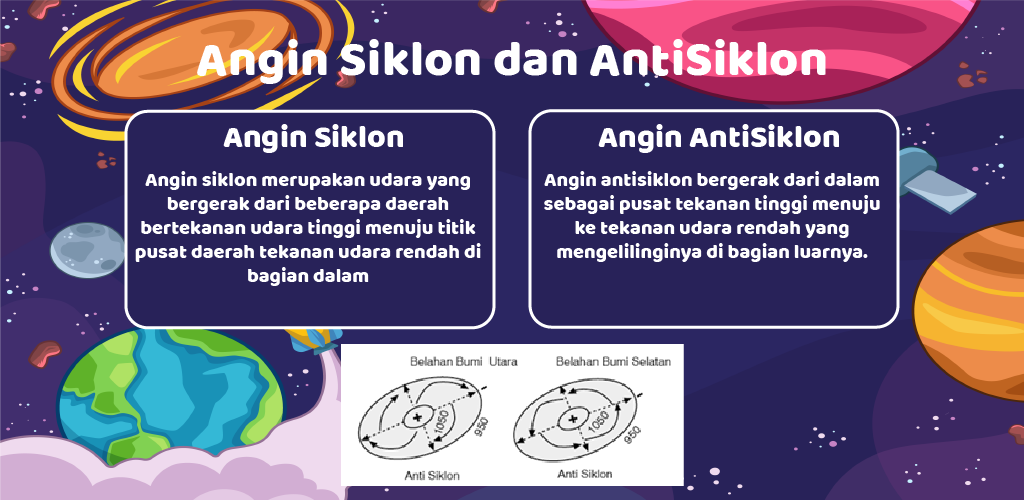 Angin Siklon dan AntiSiklon
Angin Siklon
Angin siklon merupakan udara yang
bergerak dari beberapa daerah
bertekanan udara tinggi menuju titik
pusat daerah tekanan udara rendah di
bagian dalam
Angin AntiSiklon
Angin antisiklon bergerak dari dalam
sebagai pusat tekanan tinggi menuju
ke tekanan udara rendah yang
mengelilinginya di bagian luarnya.
Belahan Bumi Utara
1050
950
Anti Siklon
Belahan Bumi Selatan
1050
950
Anti Siklon